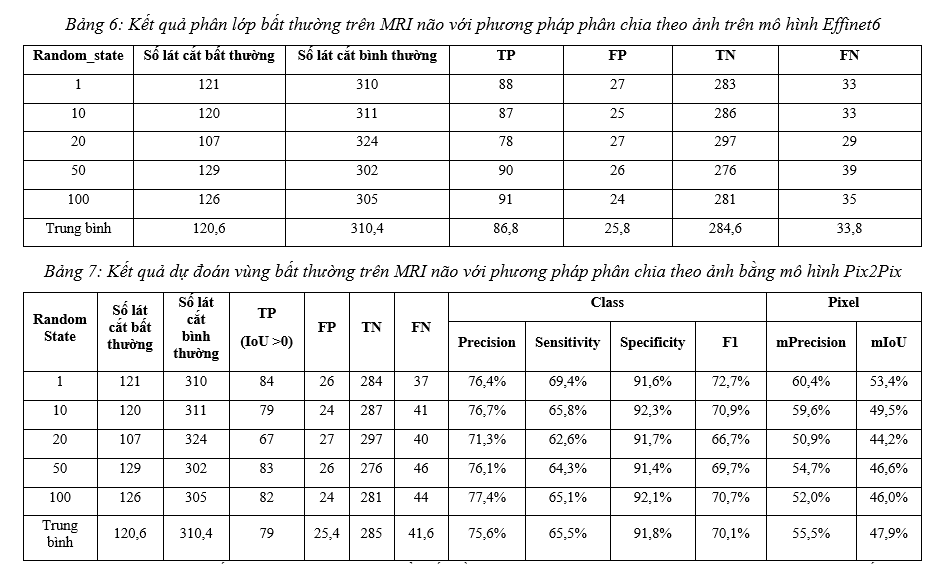 Bảng 6: Kết quả phân lớp bất thường trên MRI não với phương pháp phân chia theo ảnh trên mô hình Effinet6
Random_state Số lát cắt bất thường Số lát cắt bình thường TP FP TN FN
1 121 310 88 27 283 33
10 120 311 87 25 286 33
20 107 324 78 27 297 29
50 129 302 90 26 276 39
100 126 305 91 24 281 35
Trung bình 120,6 310,4 86,8 25,8 284,6 33,8
Bảng 7: Kết quả dự đoán vùng bất thường trên MRI não với phương pháp phân chia theo ảnh bằng mô hình Pix2Pix
Random State Số lát cắt bất thường Số lát cắt bình thường TP (IoU >0) FP TN FN Class Pixel
Precision Sensitivity Specificity F1 mPrecision mIoU
1 121 310 84 26 284 37 76,4% 69,4% 91,6% 72,7% 60,4% 53,4%
10 120 311 79 24 287 41 76,7% 65,8% 92,3% 70,9% 59,6% 49,5%
20 107 324 67 27 297 40 71,3% 62,6% 91,7% 66,7% 50,9% 44,2%
50 129 302 83 26 276 46 76,1% 64,3% 91,4% 69,7% 54,7% 46,6%
100 126 305 82 24 281 44 77,4% 65,1% 92,1% 70,7% 52,0% 46,0%
Trung bình 120,6 310,4 79 25,4 285 41,6 75,6% 65,5% 91,8% 70,1% 55,5% 47,9%